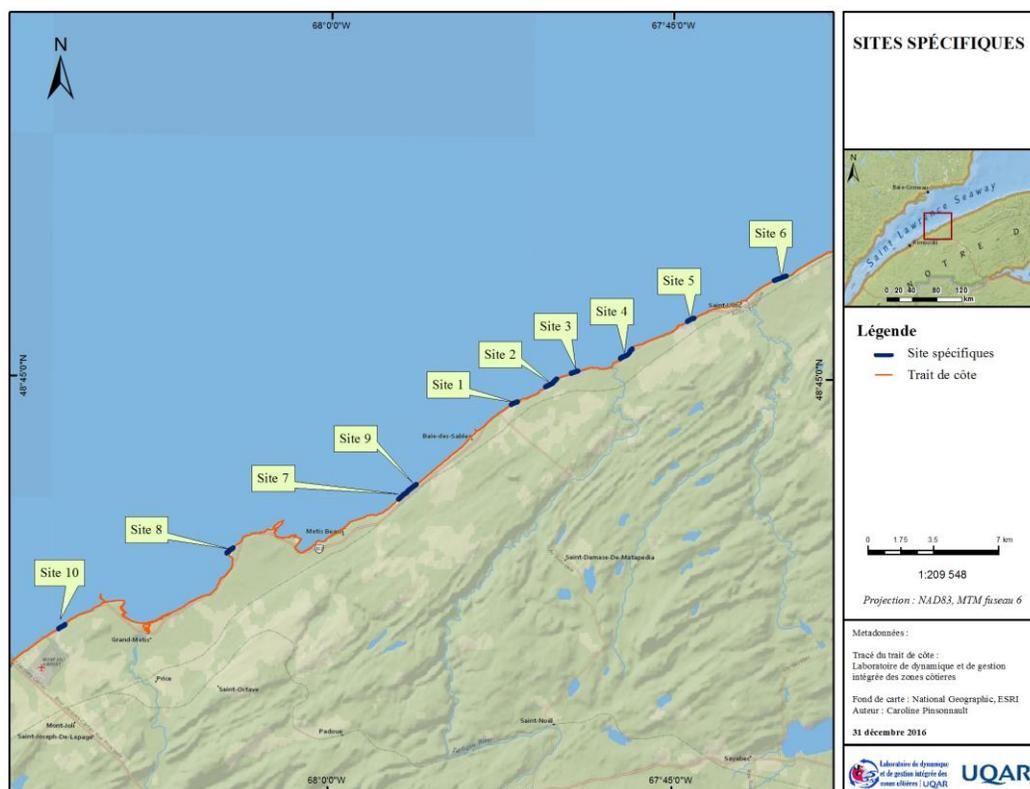 68°0'0"W
67°45'0"W
N
Site 6
Site 5
Site 4
Site 3
Site 2
Site 1
Site 9
Site 7
Site 8
Site 10
48°45'0"N
48°45'0"N
Baie-des-Sables
Metis Beach
Saint-Damase-De-Matapedia
Grand-Metis
Price
Saint-Octave
Mont-Joli
Saint-Joseph-De-Lepage
Padoue
Saint-Noël
Sayabec
68°0'0"W
67°45'0"W
SITES SPÉCIFIQUES
N
Baie-Comeau
Saint Lawrence Seaway
Rimouski
N O T R E D
0 20 40 80 120
km
Légende
Site spécifiques
Trait de côte
0 1.75 3.5 7 km
1:209 548
Projection : NAD83, MTM fuseau 6
Metadonnées :
Tracé du trait de côte :
Laboratoire de dynamique et de gestion
intégrée des zones côtieres
Fond de carte : National Geographic, ESRI
Auteur : Caroline Pinsonnault
31 décembre 2016
Laboratoire de dynamique
et de gestion intégrée des
zones côtières | UQAR
UQAR